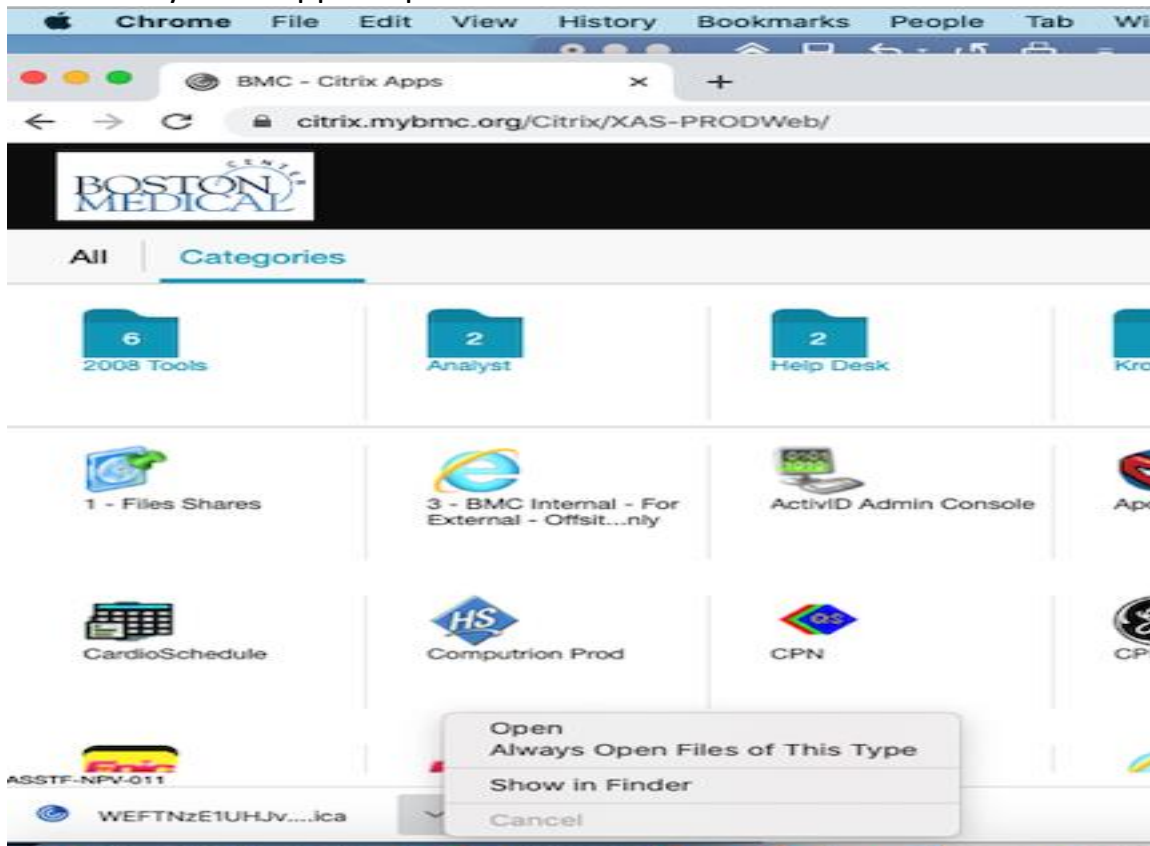 Chrome File Edit View History Bookmarks People Tab
BMC - Citrix Apps
citrix.mybmc.org/Citrix/XAS-PRODWeb/
BOSTON
CENTER
MEDICAL
All Categories
6 2 2
2008 Tools Analyst Help Desk
1 - Files Shares 3 - BMC Internal - For ActivID Admin Console
External - Offsit...nly
HS
CardioSchedule Computrion Prod CPN
Open
Always Open Files of This Type
Epic
ASSTF-NPV-011
Show in Finder
WEFTNzE1UHJv....ica
Cancel